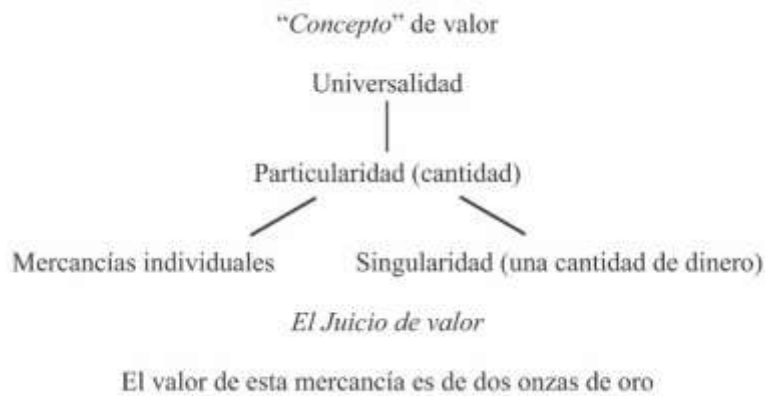 “Concepto” de valor
Universalidad
Particularidad (cantidad)
Mercancías individuales Singularidad (una cantidad de dinero)
El Juicio de valor
El valor de esta mercancía es de dos onzas de oro